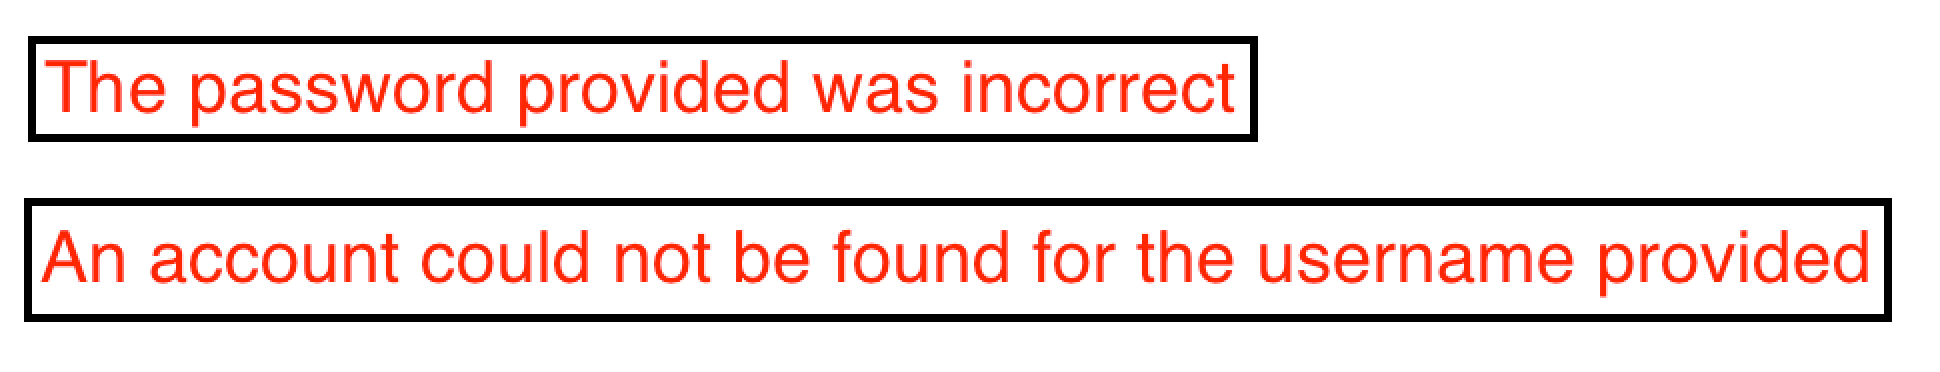 The password provided was incorrect
An account could not be found for the username provided